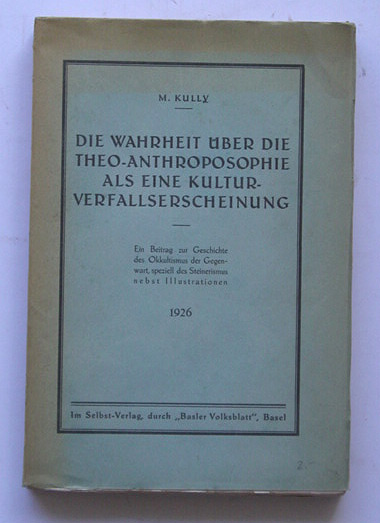 M. KULLY
DIE WAHRHEIT ÜBER DIE
THEO-ANTHROPOSOPHIE
ALS EINE KULTUR-
VERFALLSERSCHEINUNG
Ein Beitrag zur Geschichte
des Okkultismus der Gegen-
wart, speziell des Steinerismus
nebst Illustrationen
1926
Im Selbst-Verlag, durch „Basler Volksblatt", Basel
2.-